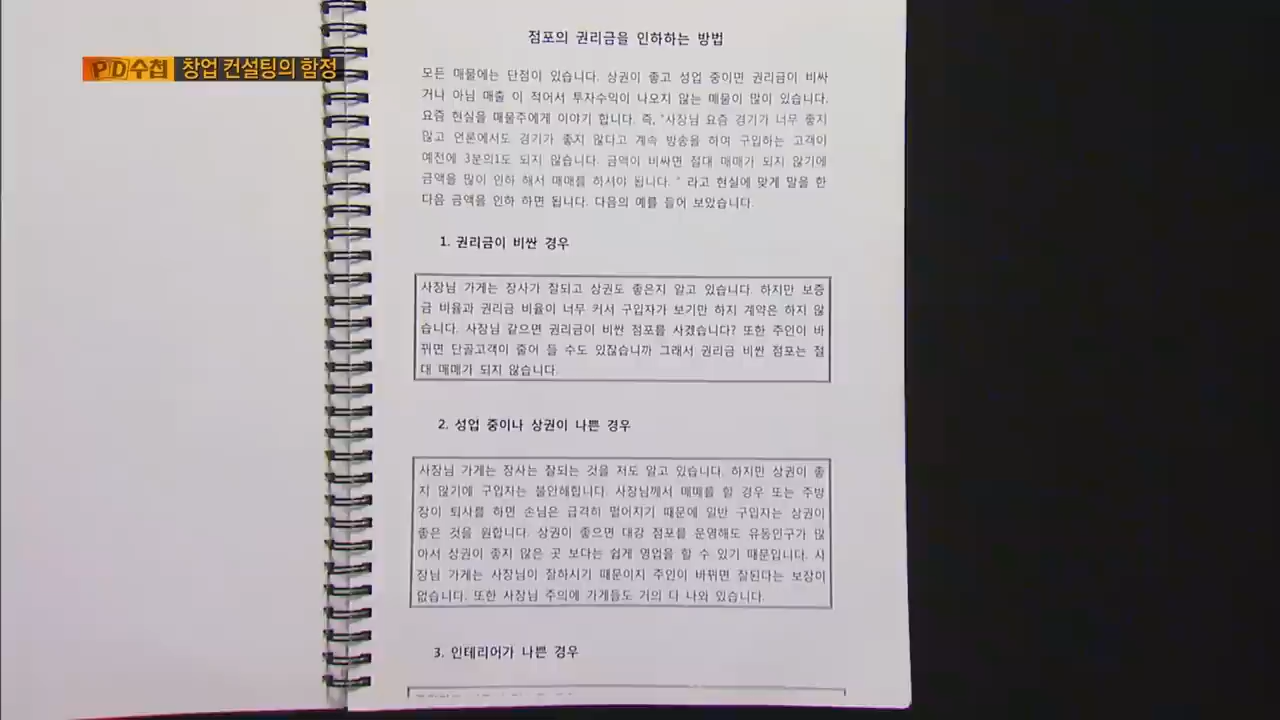 PD수첩 창업 컨설팅의 함정
점포의 권리금을 인하하는 방법
모든 매물에는 단점이 있습니다. 상권이 좋고 성업 중이면 권리금이 비싸
거나 아님 매출 이 적어서 투자수익이 나오지 않는 매물이 많이 있습니다.
요즘 현실을 매물주에게 이야기 합니다. 즉, "사장님 요즘 경기가 너무 좋지
않고 언론에서도 경기가 좋지 않다고 계속 방송을 하여 구입하는 고객이
예전에 3분의1도 되지 않습니다. 금액이 비싸면 절대 매매가 되지 않기에
금액을 많이 인하 해서 매매를 하셔야 됩니다. " 라고 현실에 맞게 말을 한
다음 금액을 인하 하면 됩니다. 다음의 예를 들어 보았습니다.
1. 권리금이 비싼 경우
사장님 가게는 장사가 잘되고 상권도 좋은지 알고 있습니다. 하지만 보증
금 비율과 권리금 비율이 너무 커서 구입자가 보기만 하지 계약은 하지 않
습니다. 사장님 같으면 권리금이 비싼 점포를 사겠습니다? 또한 주인이 바
뀌면 단골고객이 줄어 들 수도 있잖습니까 그래서 권리금 비싼 점포는 절
대 매매가 되지 않습니다.
2. 성업 중이나 상권이 나쁜 경우
사장님 가게는 장사는 잘되는 것을 저도 알고 있습니다. 하지만 상권이 좋
지 않기에 구입자는 불안해합니다. 사장님께서 매매를 할 경우 또는 주방
장이 퇴사를 하면 손님은 급격히 떨어지기 때문에 일반 구입자는 상권이
좋은 것을 원합니다. 상권이 좋으면 대강 점포를 운영해도 유동인구가 많
아서 상권이 좋지 않은 곳 보다는 쉽게 영업을 할 수 있기 때문입니다. 사
장님 가게는 사장님이 잘하시기 때문이지 주인이 바뀌면 잘된다는 보장이
없습니다. 또한 사장님 주의에 가게들도 거의 다 나와 있습니다.
3. 인테리어가 나쁜 경우